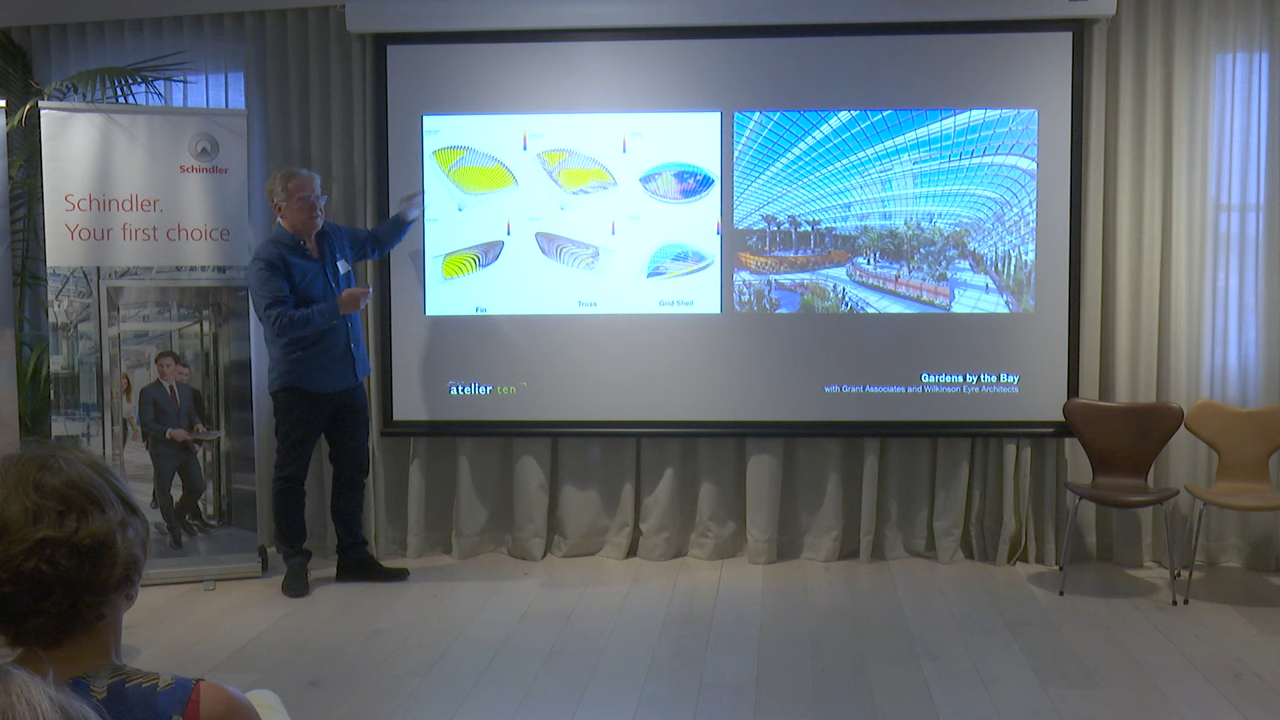 Schindler
Schindler.
Your first choice
Fin
Truss
Grid Shell
atelier ten
Gardens by the Bay
with Grant Associates and Wilkinson Eyre Architects